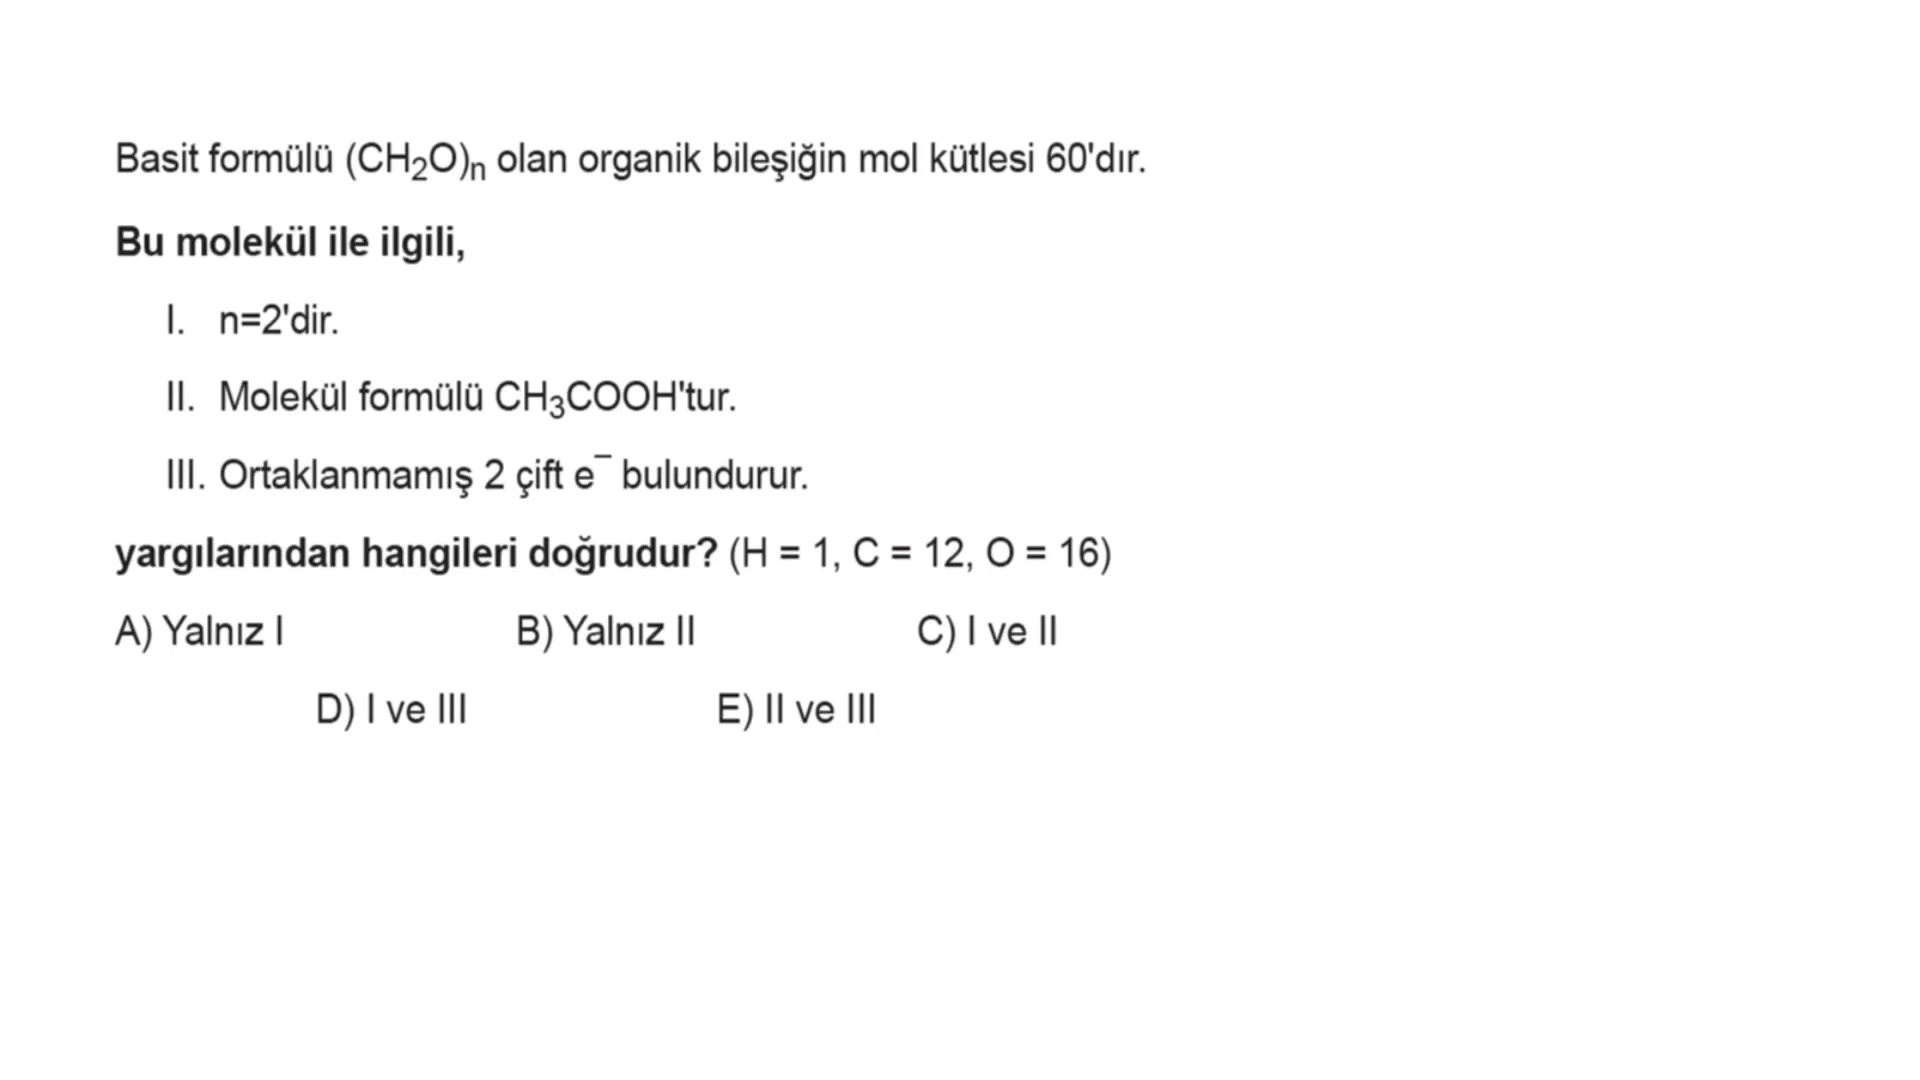 Basit formülü (CH₂O)ₙ olan organik bileşiğin mol kütlesi 60'dır.
Bu molekül ile ilgili,
I. n=2'dir.
II. Molekül formülü CH₃COOH'tur.
III. Ortaklanmamış 2 çift e⁻ bulundurur.
yargılarından hangileri doğrudur? (H = 1, C = 12, O = 16)
A) Yalnız I B) Yalnız II C) I ve II
D) I ve III E) II ve III